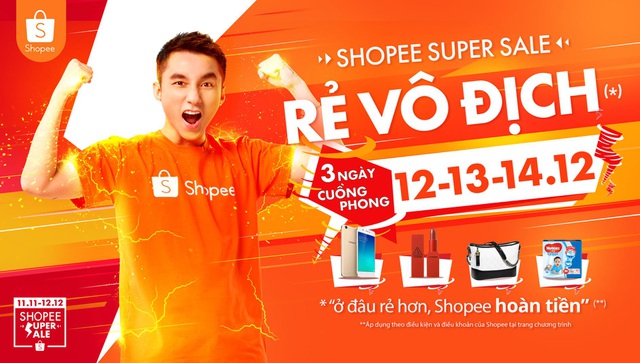 Shopee
SHOPEE SUPER SALE
RẺ VÔ ĐỊCH (*)
3 NGÀY
CUỒNG
PHONG
12-13-14.12
Shopee
Huggies
* "ở đâu rẻ hơn, Shopee hoàn tiền" (**)
**Áp dụng theo điều kiện và điều khoản của Shopee tại trang chương trình
11.11-12.12
SHOPEE
SUPER
SALE